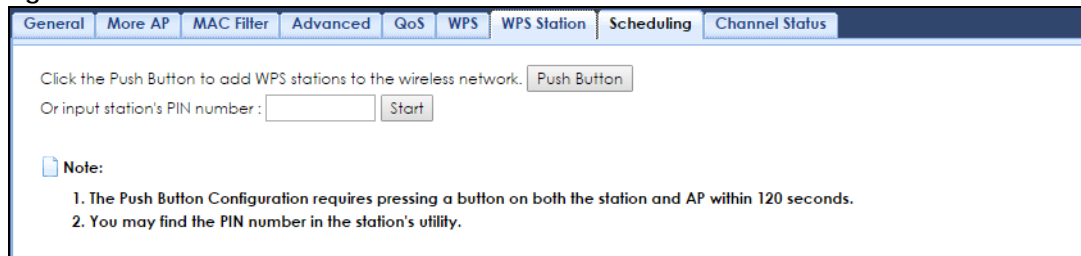 General More AP MAC Filter Advanced QoS WPS WPS Station Scheduling Channel Status
Click the Push Button to add WPS stations to the wireless network. Push Button
Or input station's PIN number : Start
Note:
1. The Push Button Configuration requires pressing a button on both the station and AP within 120 seconds.
2. You may find the PIN number in the station's utility.